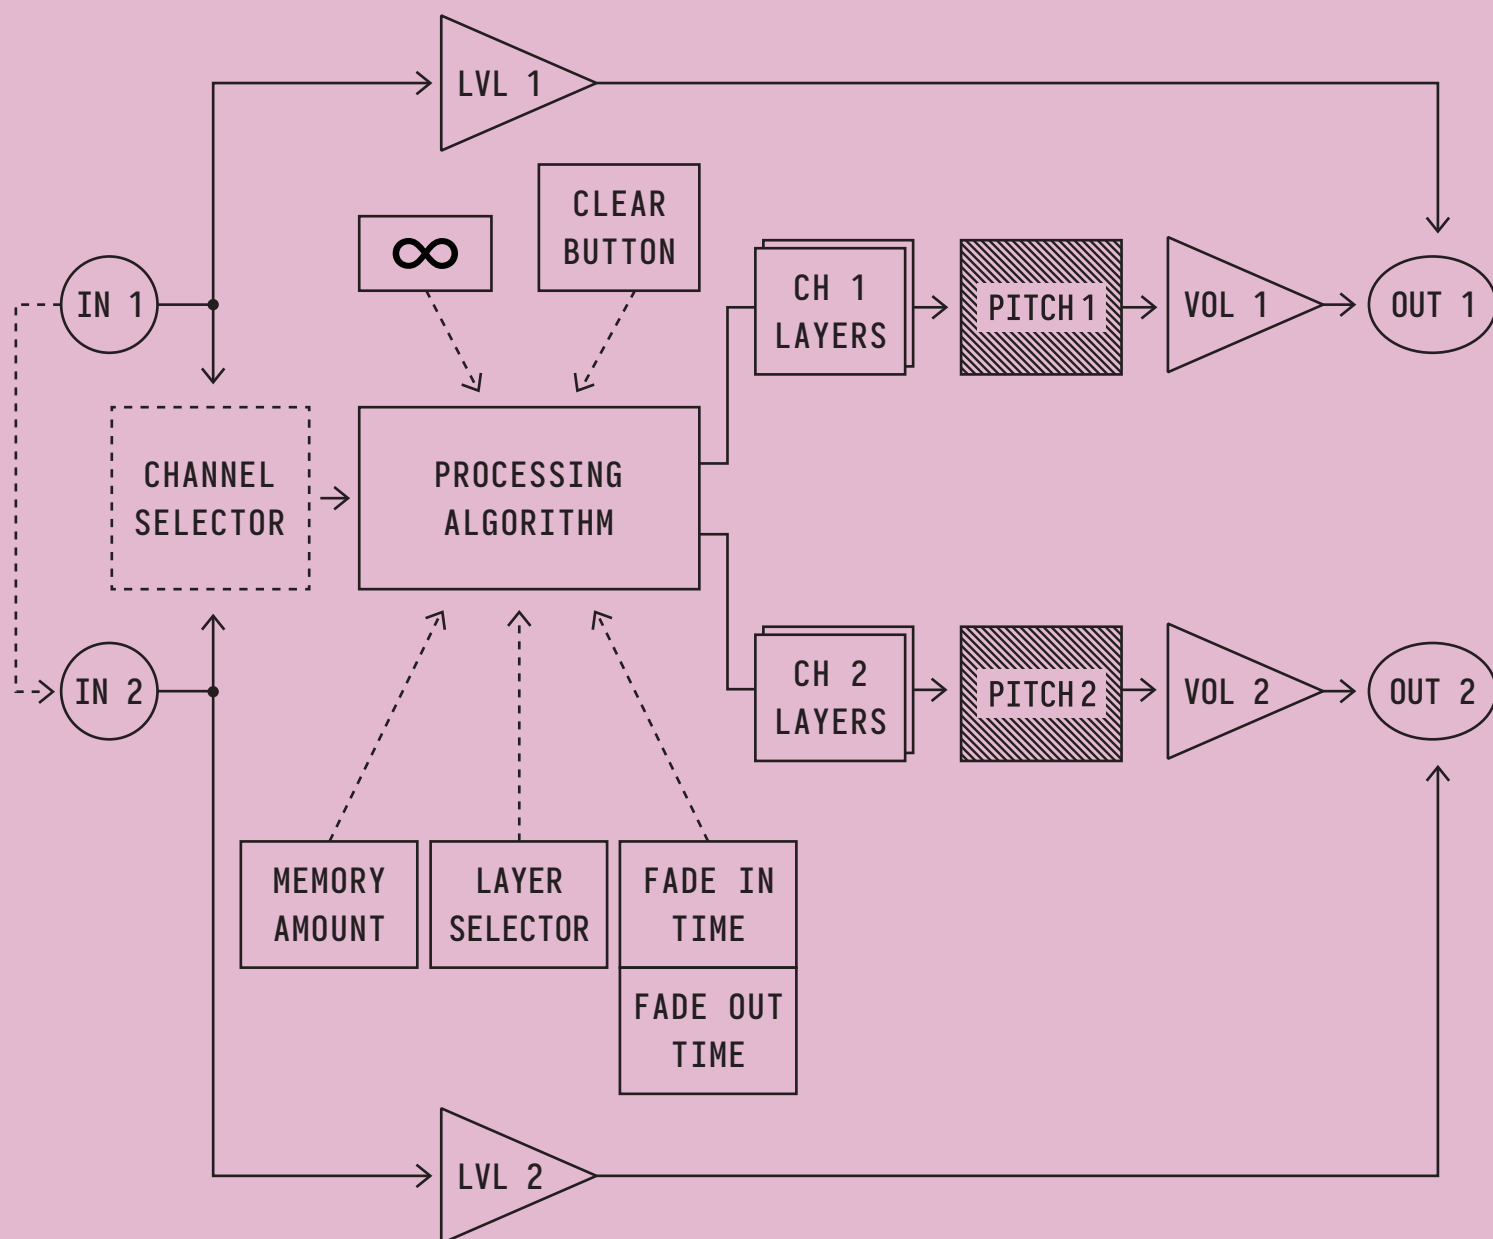 LVL 1
CLEAR
BUTTON
∞
IN 1
CH 1
LAYERS
PITCH 1
VOL 1
OUT 1
CHANNEL
SELECTOR
PROCESSING
ALGORITHM
IN 2
CH 2
LAYERS
PITCH 2
VOL 2
OUT 2
MEMORY
AMOUNT
LAYER
SELECTOR
FADE IN
TIME
FADE OUT
TIME
LVL 2